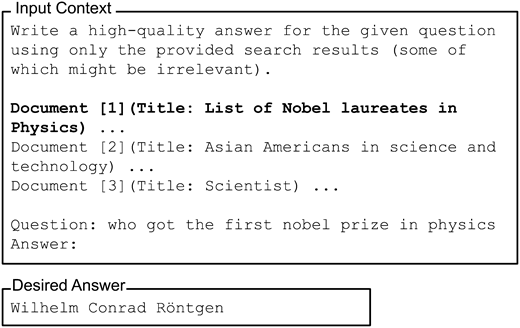 Input Context
Write a high-quality answer for the given question
using only the provided search results (some of
which might be irrelevant).
Document [1](Title: List of Nobel laureates in
Physics) ...
Document [2](Title: Asian Americans in science and
technology) ...
Document [3](Title: Scientist) ...
Question: who got the first nobel prize in physics
Answer:
Desired Answer
Wilhelm Conrad Röntgen